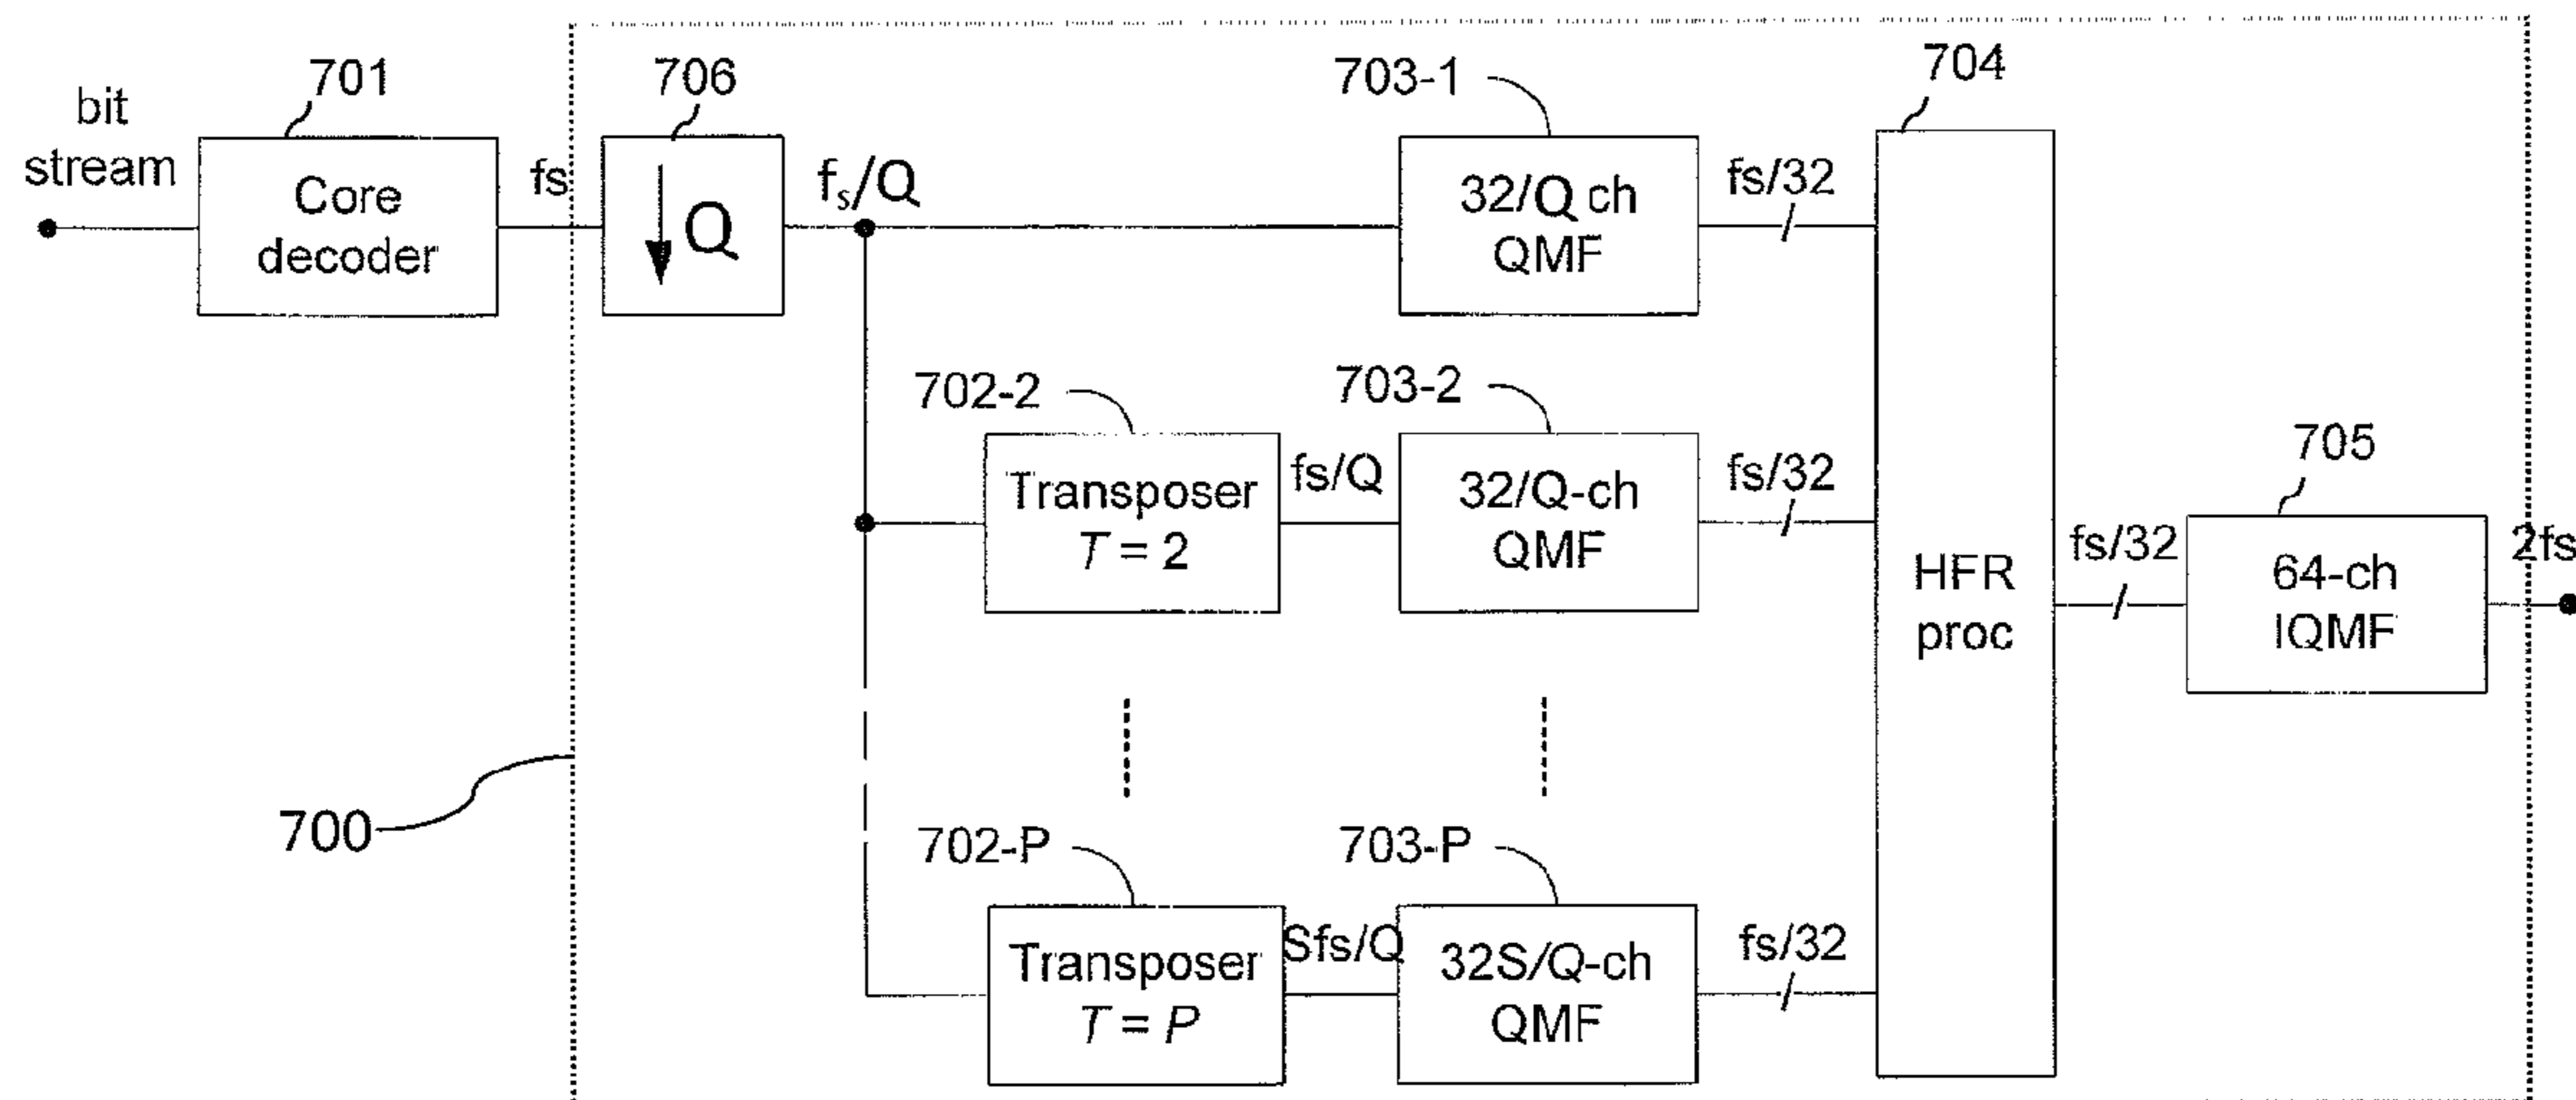 bit
stream
701
Core
decoder
fs
706
↓ Q
fs/Q
703-1
32/Q ch
QMF
fs/32
704
HFR
proc
702-2
Transposer
T = 2
fs/Q
703-2
32/Q-ch
QMF
fs/32
fs/32
705
64-ch
IQMF
2fs
700
702-P
Transposer
T = P
Sfs/Q
703-P
32S/Q-ch
QMF
fs/32